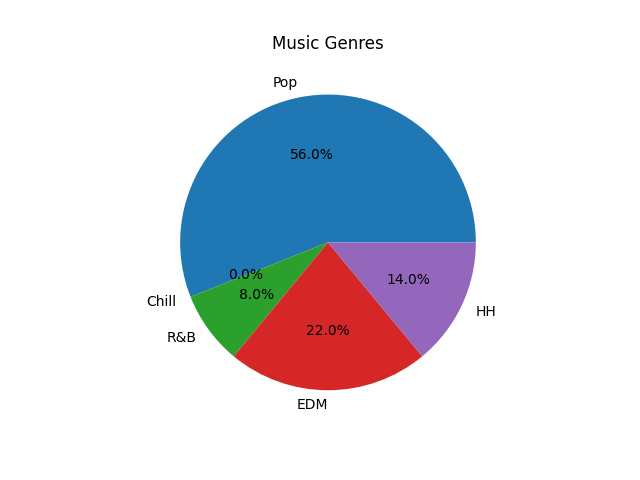 Music Genres
Pop
56.0%
0.0%
Chill
8.0%
R&B
14.0%
HH
22.0%
EDM